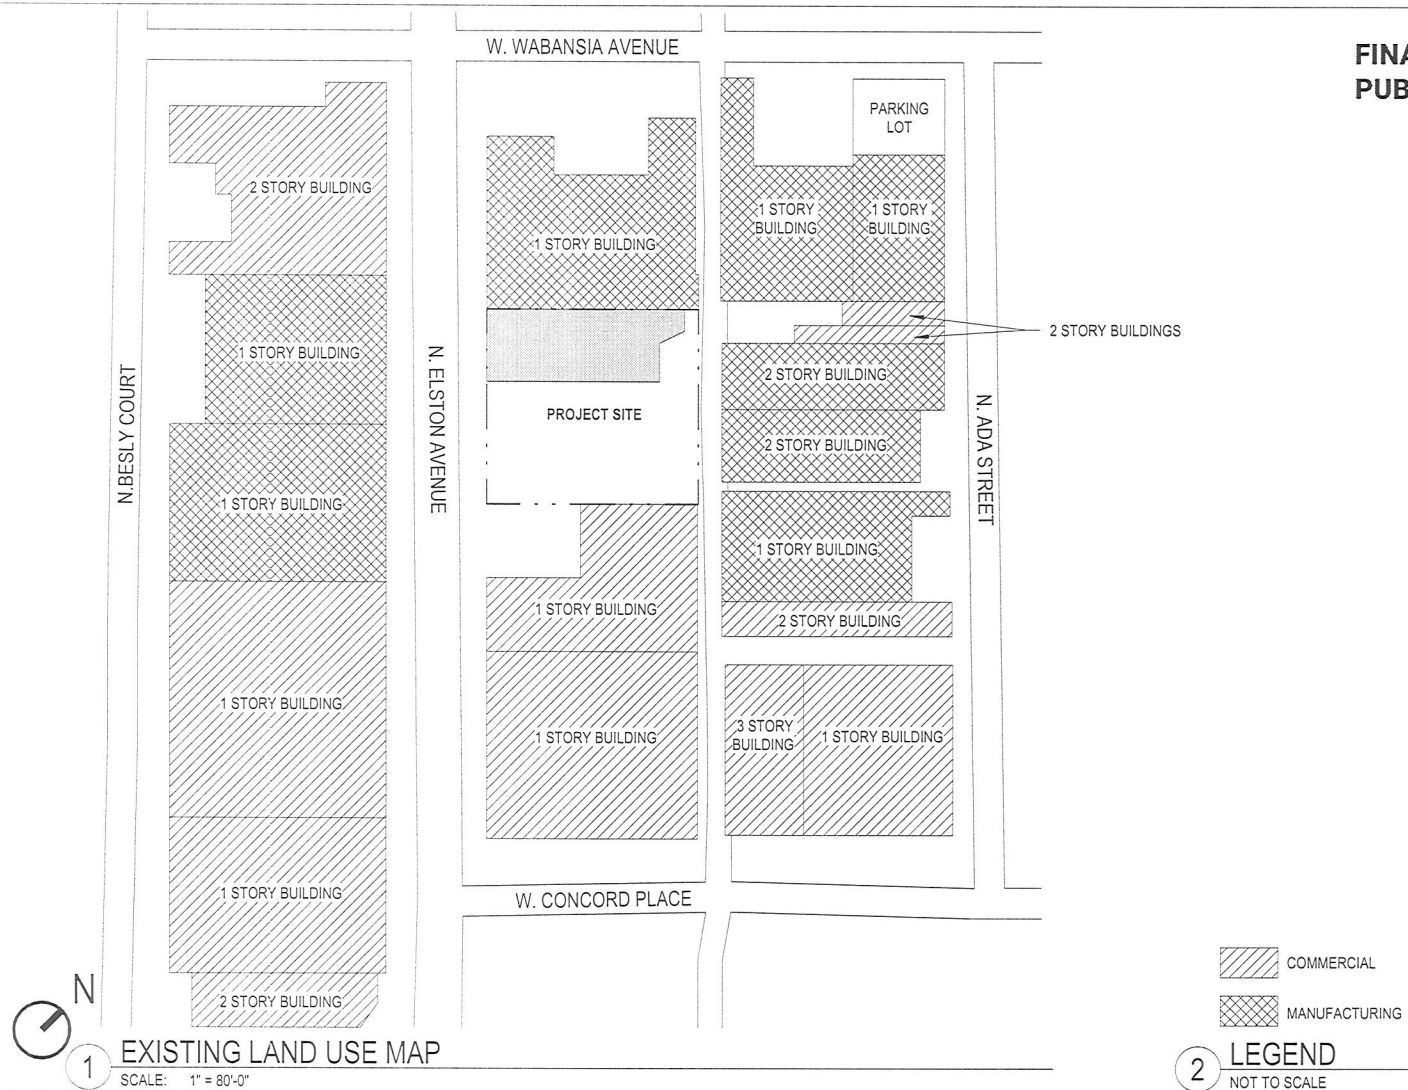 W. WABANSIA AVENUE
FINA
PUB
PARKING
LOT
2 STORY BUILDING
1 STORY
BUILDING
1 STORY
BUILDING
1 STORY BUILDING
2 STORY BUILDINGS
1 STORY BUILDING
N.BESLY COURT
N. ELSTON AVENUE
2 STORY BUILDING
PROJECT SITE
N. ADA STREET
2 STORY BUILDING
1 STORY BUILDING
1 STORY BUILDING
1 STORY BUILDING
2 STORY BUILDING
1 STORY BUILDING
1 STORY BUILDING
3 STORY
BUILDING
1 STORY BUILDING
1 STORY BUILDING
W. CONCORD PLACE
N
2 STORY BUILDING
COMMERCIAL
MANUFACTURING
1
EXISTING LAND USE MAP
SCALE: 1" = 80'-0"
2
LEGEND
NOT TO SCALE